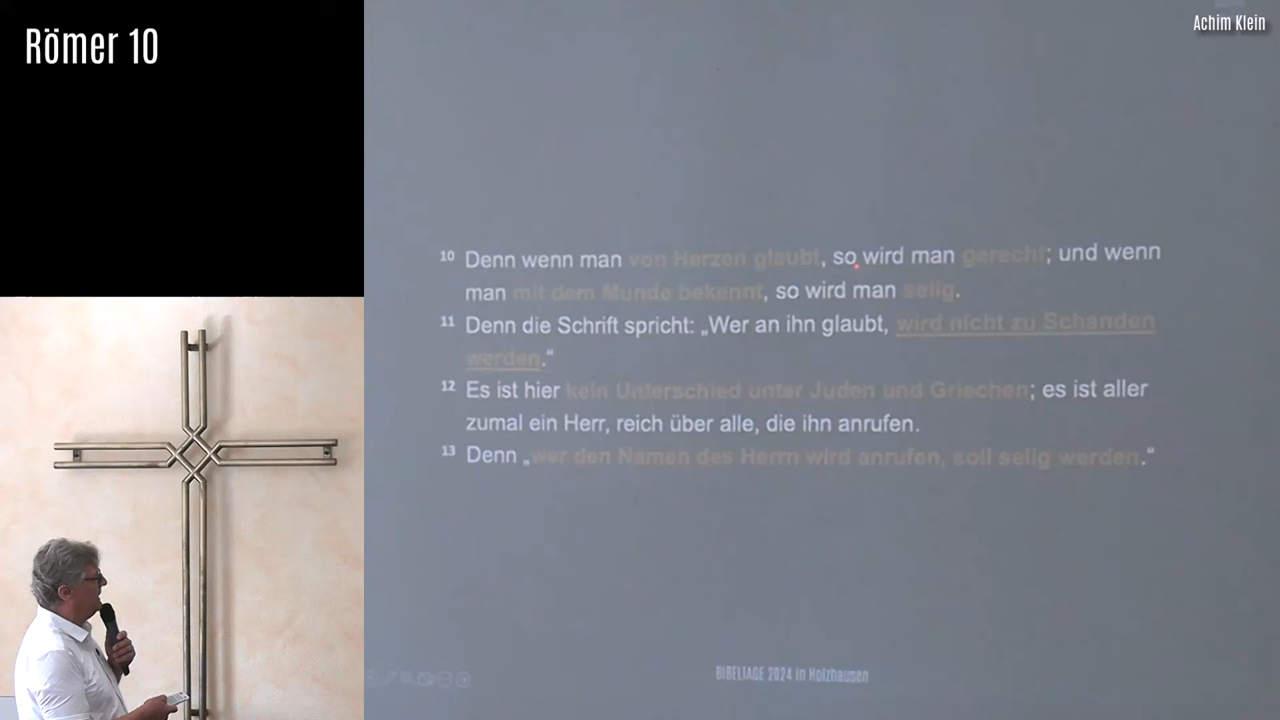 Römer 10
Achim Klein
10 Denn wenn man von Herzen glaubt, so wird man gerecht; und wenn
man mit dem Munde bekennt, so wird man selig.
11 Denn die Schrift spricht: „Wer an ihn glaubt, wird nicht zu Schanden
werden.“
12 Es ist hier kein Unterschied unter Juden und Griechen; es ist aller
zumal ein Herr, reich über alle, die ihn anrufen.
13 Denn „wer den Namen des Herrn wird anrufen, soll selig werden.“
BIBELTAGE 2024 in Holzhausen